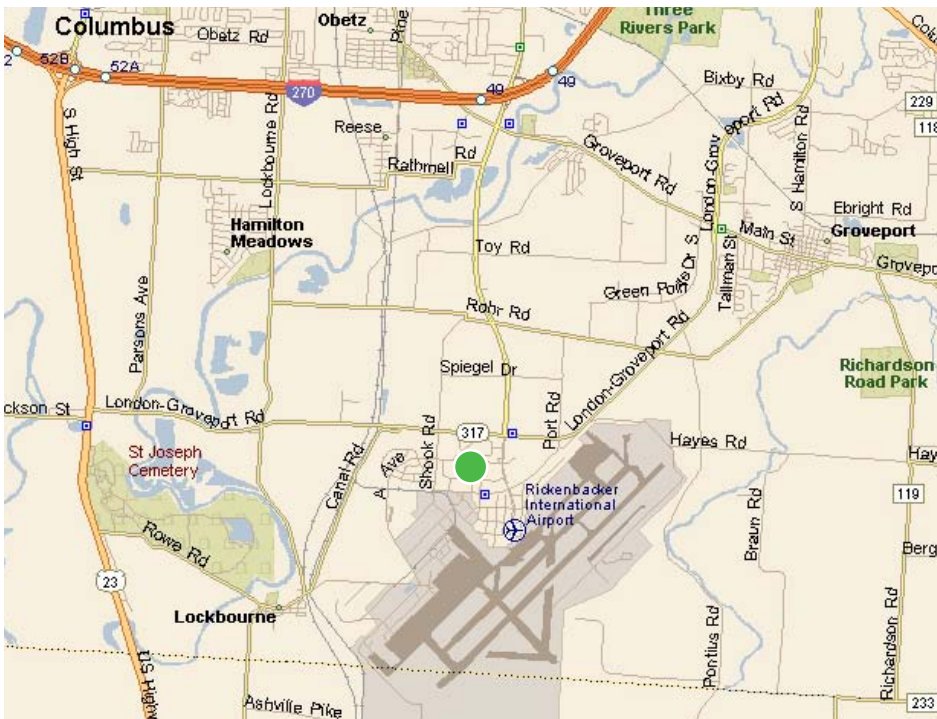 Three
Rivers Park
Columbus
Obetz
Obetz Rd
Pine
52B
52A
2
270
49
49
Bixby Rd
229
118
S High St
Lockbourne Rd
Reese
Rathmell Rd
Groveport Rd
London-Groveport Rd
S Hamilton Rd
Ebright Rd
Groveport
Main St
Hamilton
Meadows
Toy Rd
Green Pointe Dr S
Tallman St
Parsons Ave
Rohr Rd
London-Groveport Rd
Spiegel Dr
Richardson
Road Park
ckson St
London-Groveport Rd
317
Port Rd
Hayes Rd
Hay
St Joseph
Cemetery
Canal Rd
A Ave
Shook Rd
Rickenbacker
International
Airport
119
Braun Rd
Berg
Rowe Rd
23
Lockbourne
Pontius Rd
Richardson Rd
US Highw
Ashville Pike
233